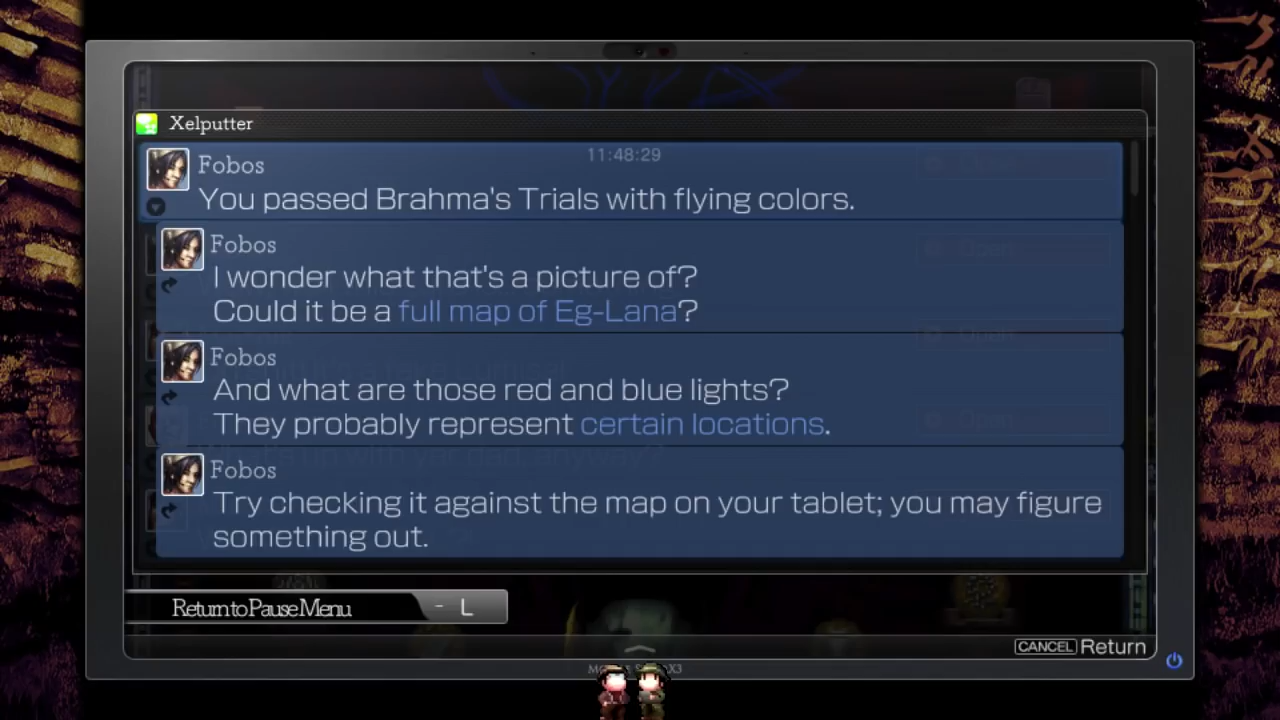 Xelputter
Fobos
11:48:29
You passed Brahma's Trials with flying colors.
Fobos
I wonder what that's a picture of?
Could it be a full map of Eg-Lana?
Fobos
And what are those red and blue lights?
They probably represent certain locations.
Fobos
Try checking it against the map on your tablet; you may figure
something out.
Return to Pause Menu
- L
CANCEL Return